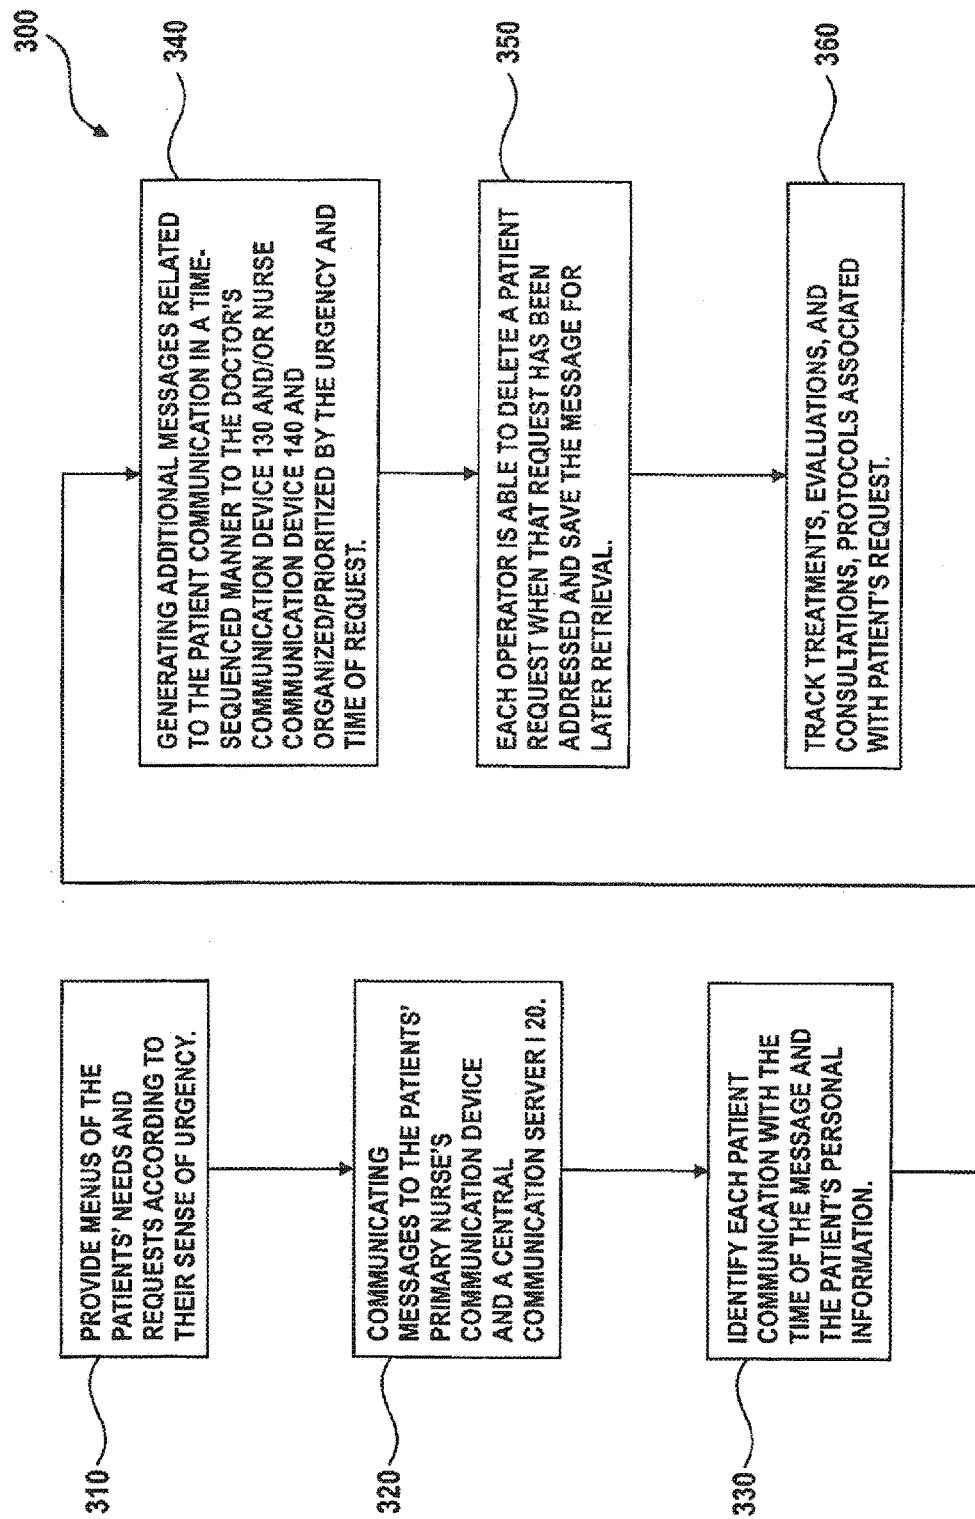 300
310
PROVIDE MENUS OF THE
PATIENTS' NEEDS AND
REQUESTS ACCORDING TO
THEIR SENSE OF URGENCY.
320
COMMUNICATING
MESSAGES TO THE PATIENTS'
PRIMARY NURSE'S
COMMUNICATION DEVICE
AND A CENTRAL
COMMUNICATION SERVER I 20.
330
IDENTIFY EACH PATIENT
COMMUNICATION WITH THE
TIME OF THE MESSAGE AND
THE PATIENT'S PERSONAL
INFORMATION.
340
GENERATING ADDITIONAL MESSAGES RELATED
TO THE PATIENT COMMUNICATION IN A TIME-
SEQUENCED MANNER TO THE DOCTOR'S
COMMUNICATION DEVICE 130 AND/OR NURSE
COMMUNICATION DEVICE 140 AND
ORGANIZED/PRIORITIZED BY THE URGENCY AND
TIME OF REQUEST.
350
EACH OPERATOR IS ABLE TO DELETE A PATIENT
REQUEST WHEN THAT REQUEST HAS BEEN
ADDRESSED AND SAVE THE MESSAGE FOR
LATER RETRIEVAL.
360
TRACK TREATMENTS, EVALUATIONS, AND
CONSULTATIONS, PROTOCOLS ASSOCIATED
WITH PATIENT'S REQUEST.